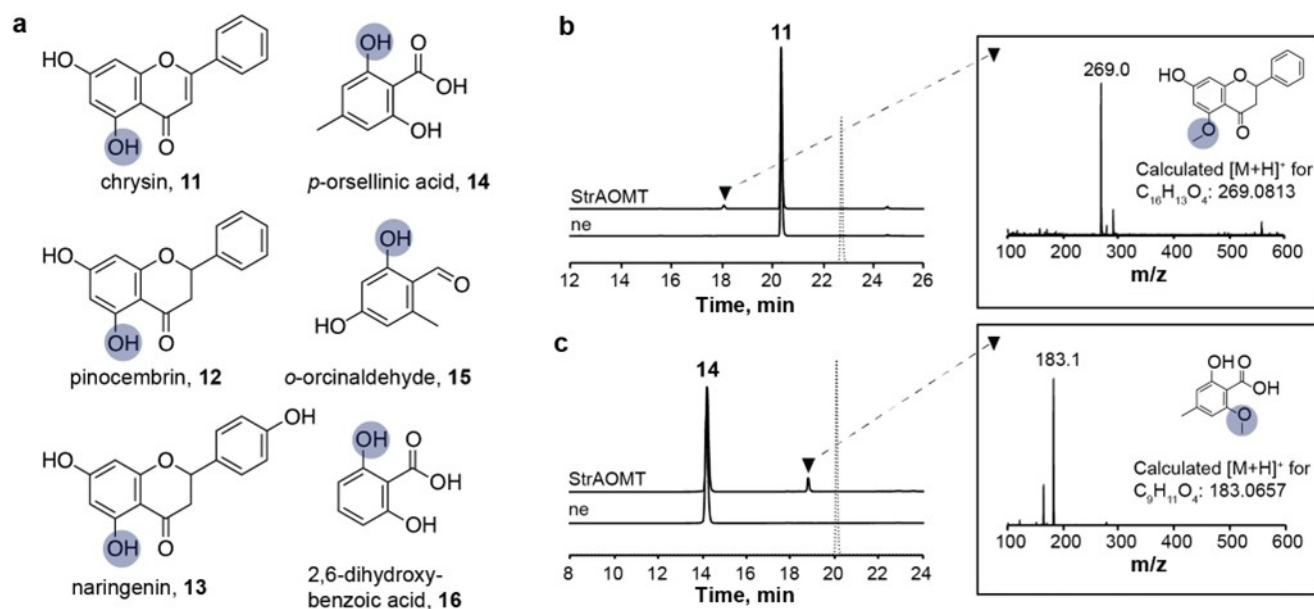 a
HO
O
OH
O
chrysin, 11
OH
O
OH
OH
p-orsellinic acid, 14
HO
O
OH
O
pinocembrin, 12
OH
O
HO
o-orcinaldehyde, 15
OH
HO
O
OH
O
naringenin, 13
OH
O
OH
OH
2,6-dihydroxy-
benzoic acid, 16
b
11
StrAOMT
ne
12 14 16 18 20 22 24 26
Time, min
269.0
HO
O
O
O
Calculated [M+H]⁺ for
C₁₆H₁₃O₄: 269.0813
100 200 300 400 500 600
m/z
c
14
StrAOMT
ne
8 10 12 14 16 18 20 22 24
Time, min
183.1
OH
O
OH
O
Calculated [M+H]⁺ for
C₉H₁₁O₄: 183.0657
100 200 300 400 500 600
m/z